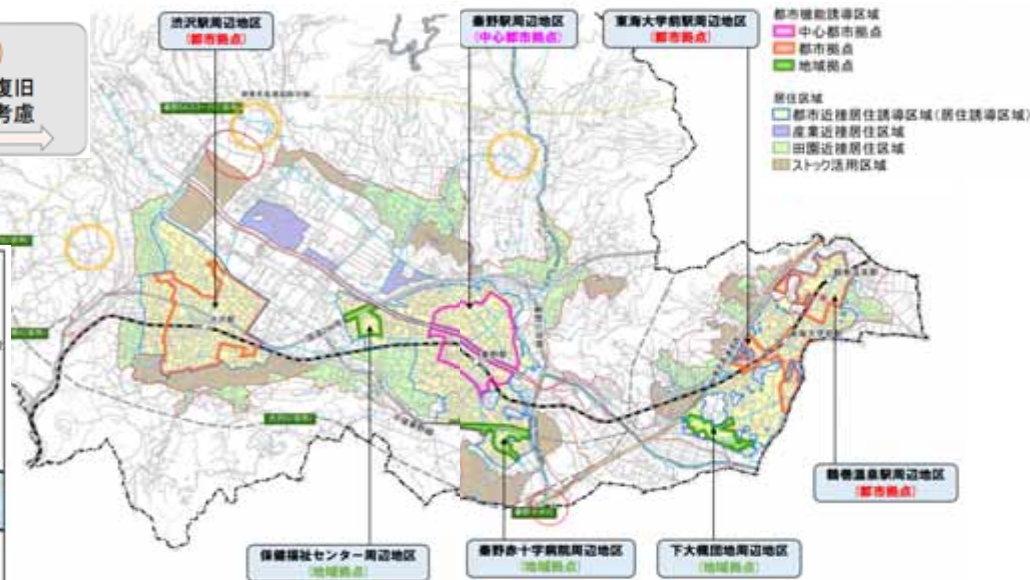 復旧
考慮
渋沢駅周辺地区
(都市拠点)
秦野駅周辺地区
(中心都市拠点)
東海大学前駅周辺地区
(都市拠点)
都市機能誘導区域
中心都市拠点
都市拠点
地域拠点
居住区域
都市近接居住誘導区域(居住誘導区域)
産業近接居住区域
田園近接居住区域
ストック活用区域
鶴巻温泉駅周辺地区
(都市拠点)
保健福祉センター周辺地区
(地域拠点)
秦野赤十字病院周辺地区
(地域拠点)
下大槻団地周辺地区
(地域拠点)